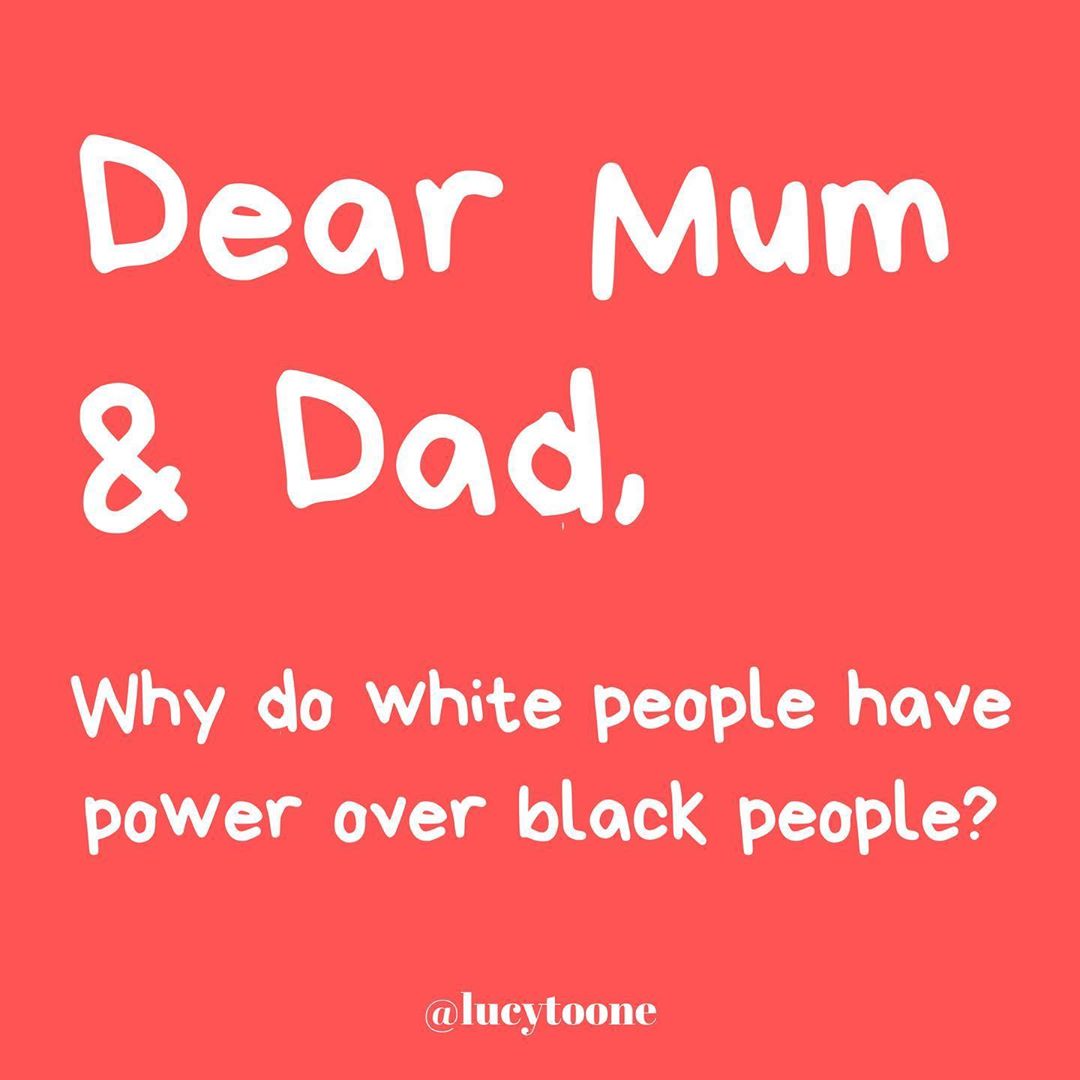 Dear Mum
& Dad,
Why do white people have
power over black people?
@lucytoone